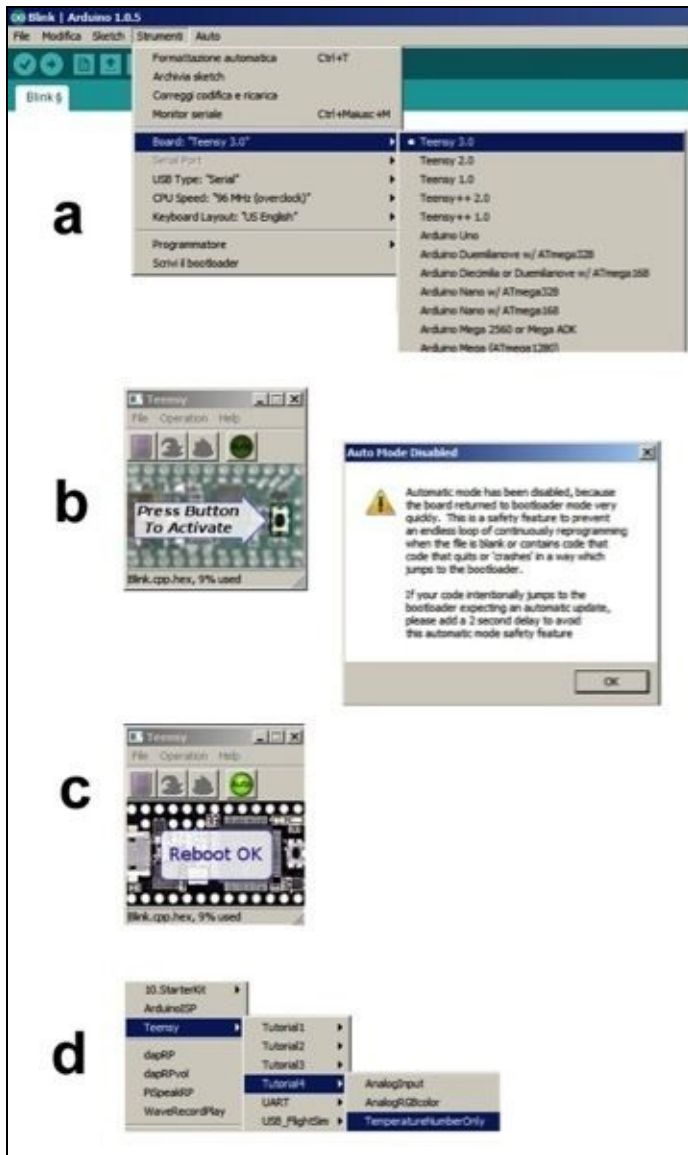 Blink | Arduino 1.0.5
File Modifica Sketch Strumenti Aiuto
Blink §
Formattazione automatica Ctrl+T
Archivia sketch
Correggi codifica e ricarica
Monitor seriale Ctrl+Maiusc+M
Board: "Teensy 3.0"
Serial Port
USB Type: "Serial"
CPU Speed: "96 MHz (overclock)"
Keyboard Layout: "US English"
Programmatore
Scrivi il bootloader
Teensy 3.0
Teensy 2.0
Teensy 1.0
Teensy++ 2.0
Teensy++ 1.0
Arduino Uno
Arduino Duemilanove w/ ATmega328
Arduino Diecimila or Duemilanove w/ ATmega168
Arduino Nano w/ ATmega328
Arduino Nano w/ ATmega168
Arduino Mega 2560 or Mega ADK
Arduino Mega (ATmega1280)
a
b
Teensy
File Operation Help
Press Button
To Activate
Blink.cpp.hex, 9% used
Auto Mode Disabled
Automatic mode has been disabled, because
the board returned to bootloader mode very
quickly. This is a safety feature to prevent
an endless loop of continuously reprogramming
when the file is blank or contains code that
code that quits or 'crashes' in a way which
jumps to the bootloader.
If your code intentionally jumps to the
bootloader expecting an automatic update,
please add a 2 second delay to avoid
this automatic mode safety feature
OK
c
Teensy
File Operation Help
Auto
Reboot OK
Blink.cpp.hex, 9% used
d
10.StarterKit
ArduinoISP
Teensy
dapRP
dapRPvol
PiSpeakRP
WaveRecordPlay
Tutorial1
Tutorial2
Tutorial3
Tutorial4
UART
USB_FlightSim
AnalogInput
AnalogRGBcolor
TemperatureNumberOnly